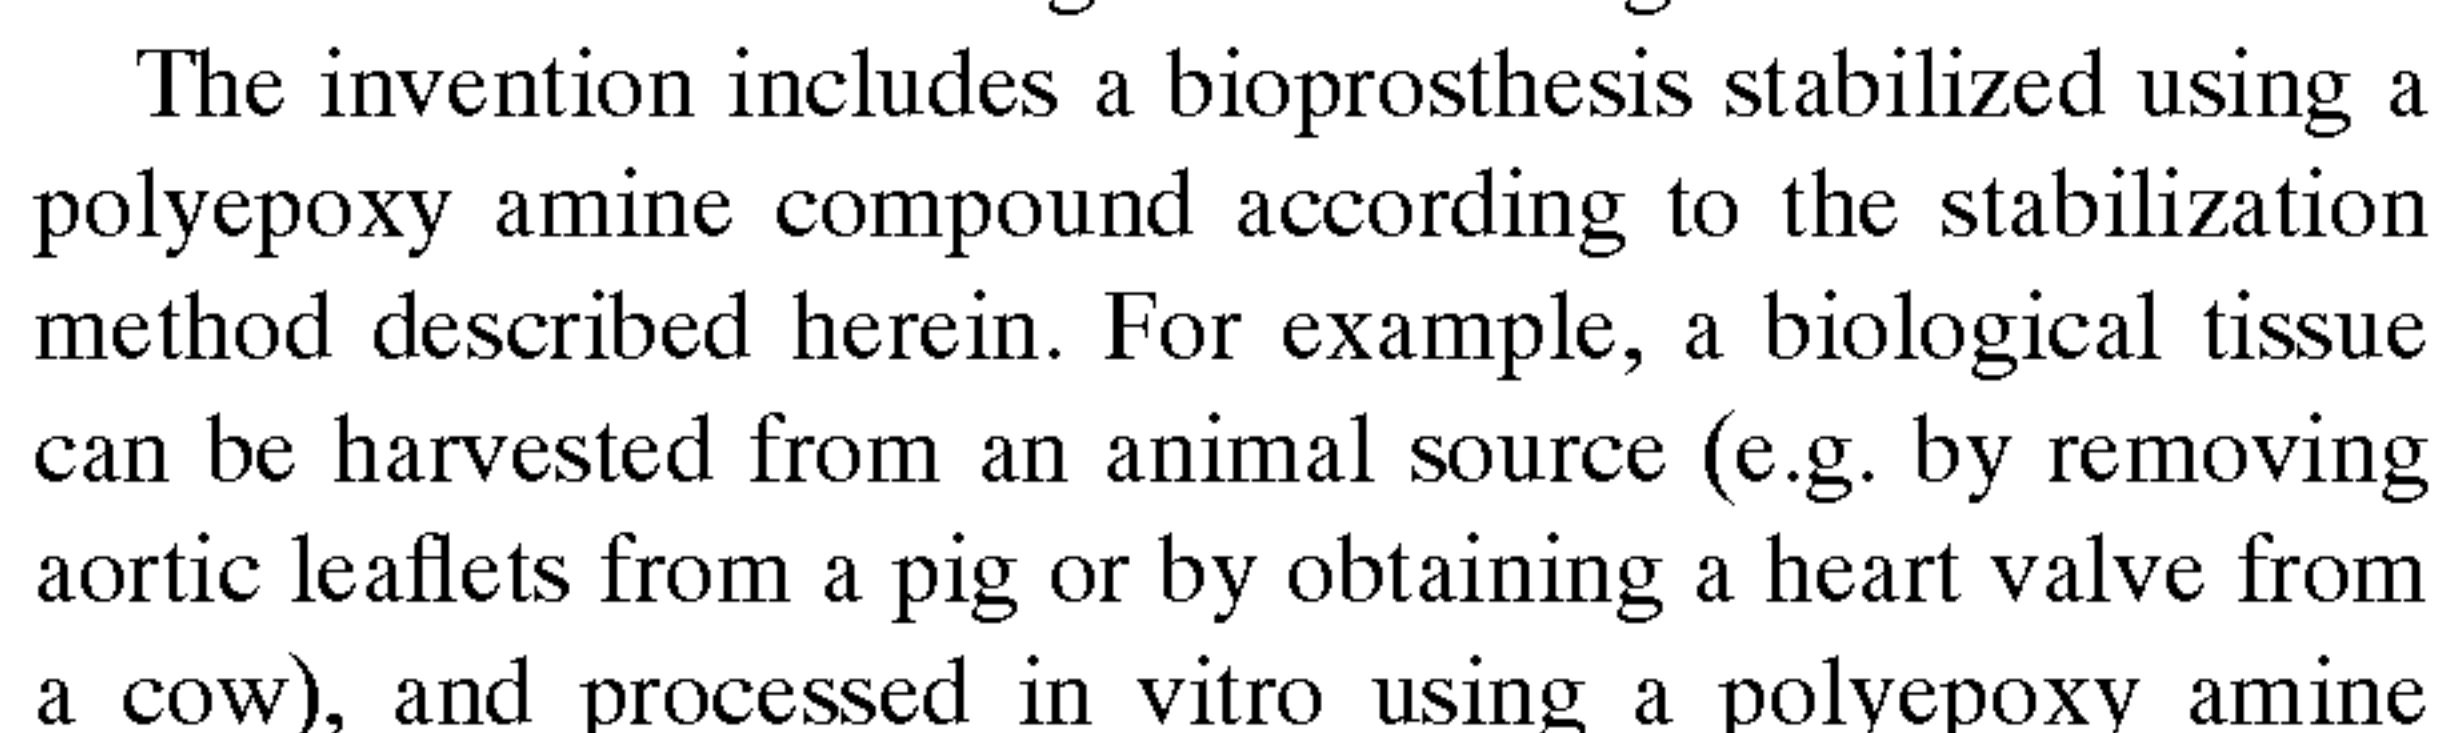 The invention includes a bioprosthesis stabilized using a
polyepoxy amine compound according to the stabilization
method described herein. For example, a biological tissue
can be harvested from an animal source (e.g. by removing
aortic leaflets from a pig or by obtaining a heart valve from
a cow), and processed in vitro using a polyepoxy amine